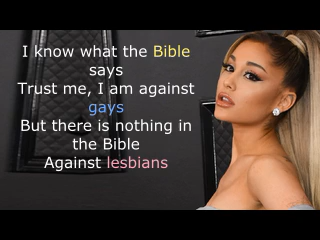 I know what the Bible
says
Trust me, I am against
gays
But there is nothing in
the Bible
Against lesbians